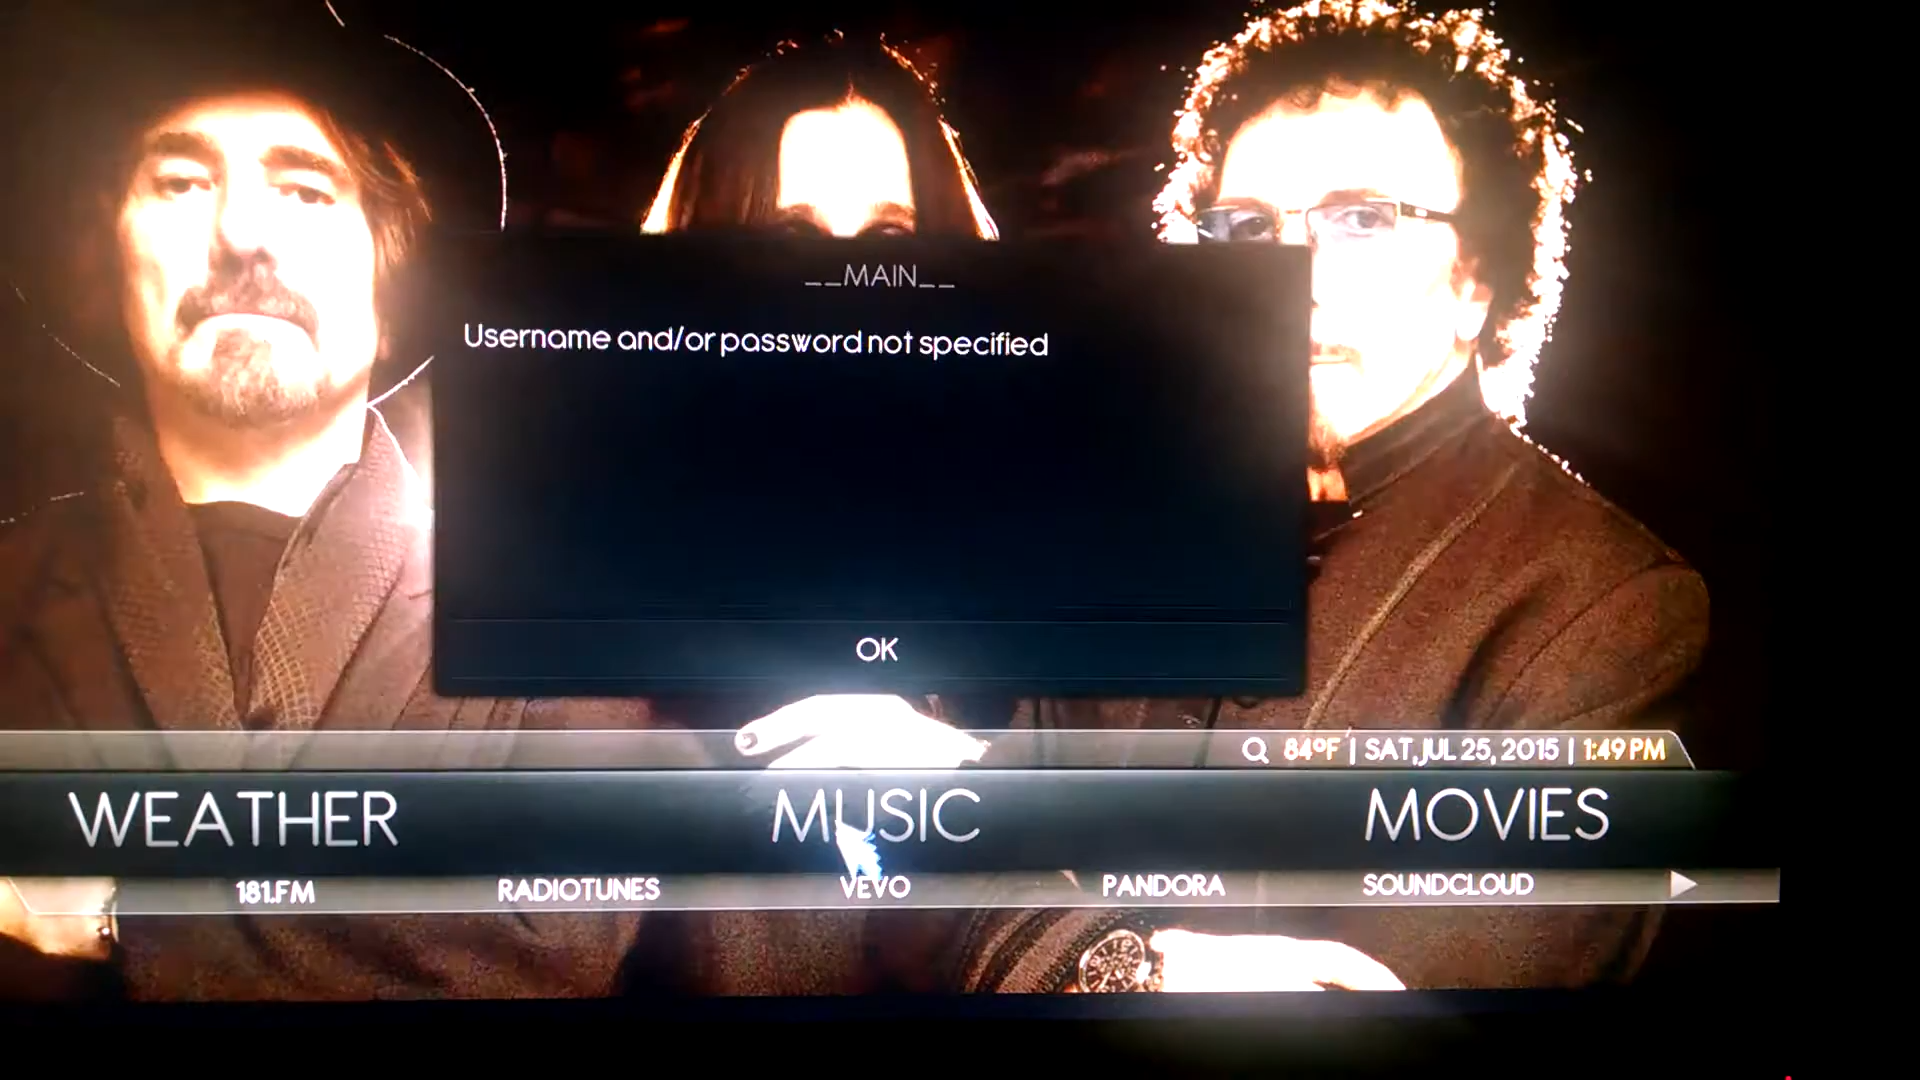 __MAIN__
Username and/or password not specified
OK
84ºF | SAT, JUL 25, 2015 | 1:49 PM
WEATHER MUSIC MOVIES
181.FM RADIOTUNES VEVO PANDORA SOUNDCLOUD